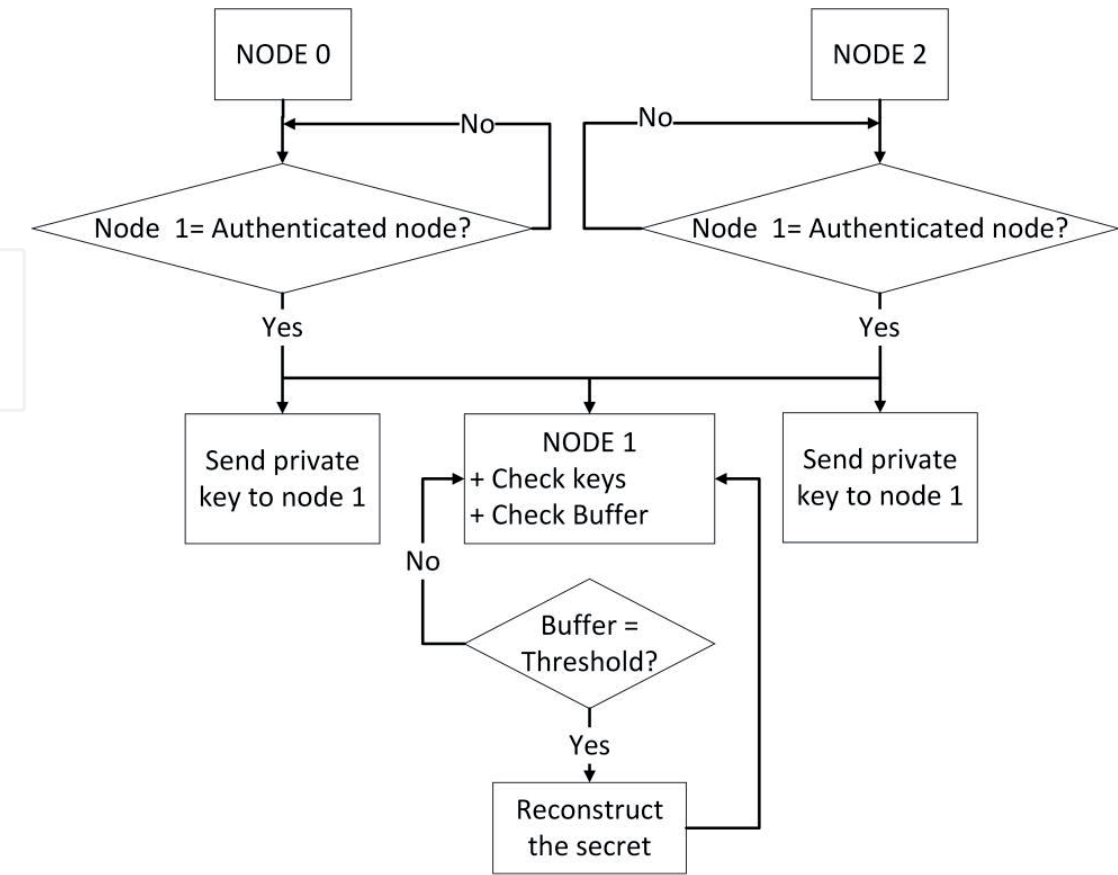 NODE 0
NODE 2
No
No
Node 1= Authenticated node?
Node 1= Authenticated node?
Yes
Yes
Send private
key to node 1
NODE 1
+ Check keys
+ Check Buffer
Send private
key to node 1
No
Buffer =
Threshold?
Yes
Reconstruct
the secret